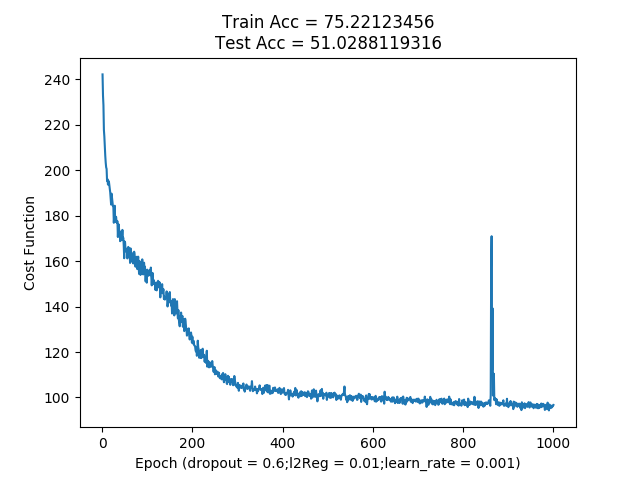 Train Acc = 75.22123456
Test Acc = 51.0288119316
240
220
200
180
160
140
120
100
Cost Function
0 200 400 600 800 1000
Epoch (dropout = 0.6;l2Reg = 0.01;learn_rate = 0.001)